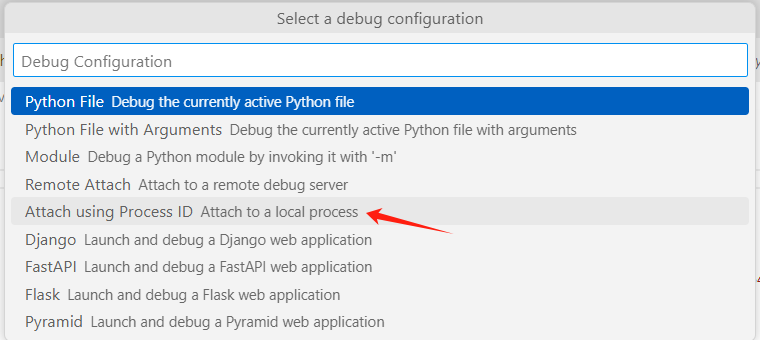 Select a debug configuration
Debug Configuration
Python File Debug the currently active Python file
Python File with Arguments Debug the currently active Python file with arguments
Module Debug a Python module by invoking it with '-m'
Remote Attach Attach to a remote debug server
Attach using Process ID Attach to a local process
Django Launch and debug a Django web application
FastAPI Launch and debug a FastAPI web application
Flask Launch and debug a Flask web application
Pyramid Launch and debug a Pyramid web application